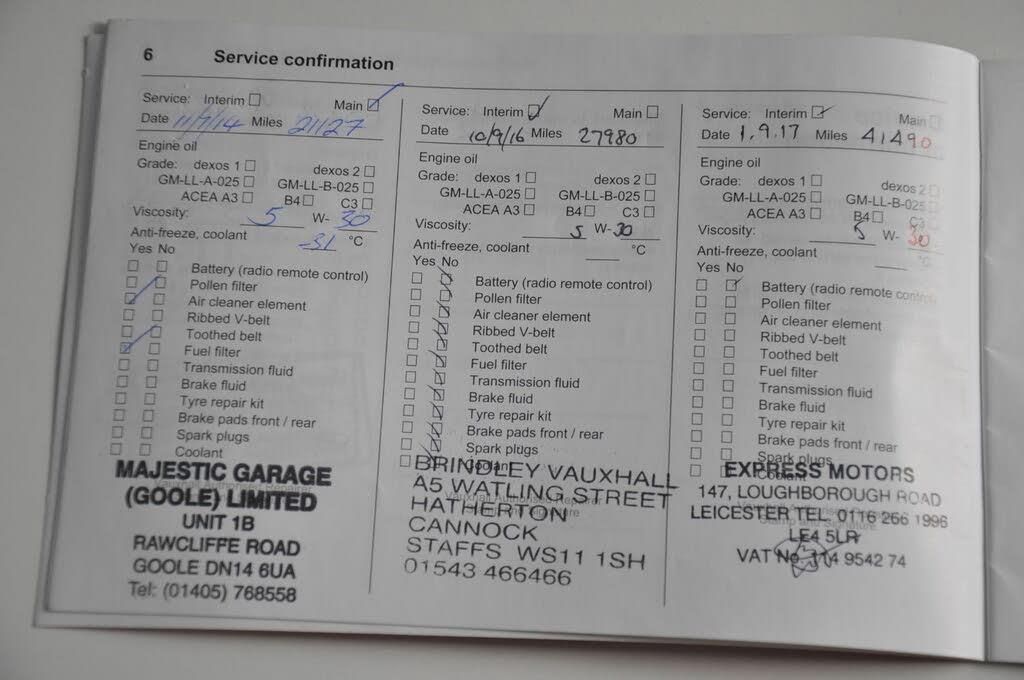 6 Service confirmation
Service: Interim Main
Date 11/7/14 Miles 21127
Engine oil
Grade: dexos 1 dexos 2
GM-LL-A-025 GM-LL-B-025
ACEA A3 B4 C3
Viscosity: 5 W- 30
Anti-freeze, coolant -31 °C
Yes No
Battery (radio remote control)
Pollen filter
Air cleaner element
Ribbed V-belt
Toothed belt
Fuel filter
Transmission fluid
Brake fluid
Tyre repair kit
Brake pads front / rear
Spark plugs
Coolant
MAJESTIC GARAGE
(GOOLE) LIMITED
UNIT 1B
RAWCLIFFE ROAD
GOOLE DN14 6UA
Tel: (01405) 768558
Service: Interim Main
Date 10/9/16 Miles 27980
Engine oil
Grade: dexos 1 dexos 2
GM-LL-A-025 GM-LL-B-025
ACEA A3 B4 C3
Viscosity: 5 W-30
Anti-freeze, coolant °C
Yes No
Battery (radio remote control)
Pollen filter
Air cleaner element
Ribbed V-belt
Toothed belt
Fuel filter
Transmission fluid
Brake fluid
Tyre repair kit
Brake pads front / rear
Spark plugs
Coolant
BRINDLEY VAUXHALL
A5 WATLING STREET
Vauxhall Authorised Repairer
HATHERTON
CANNOCK
STAFFS WS11 1SH
01543 466466
Service: Interim Main
Date 1.9.17 Miles 41490
Engine oil
Grade: dexos 1 dexos 2
GM-LL-A-025 GM-LL-B-025
ACEA A3 B4 C3
Viscosity: 5 W- 30
Anti-freeze, coolant °C
Yes No
Battery (radio remote control)
Pollen filter
Air cleaner element
Ribbed V-belt
Toothed belt
Fuel filter
Transmission fluid
Brake fluid
Tyre repair kit
Brake pads front / rear
Spark plugs
Coolant
EXPRESS MOTORS
147, LOUGHBOROUGH ROAD
LEICESTER TEL. 0116 266 1996
Stamp and Signature
LE4 5LR
VAT No. 114 9542 74